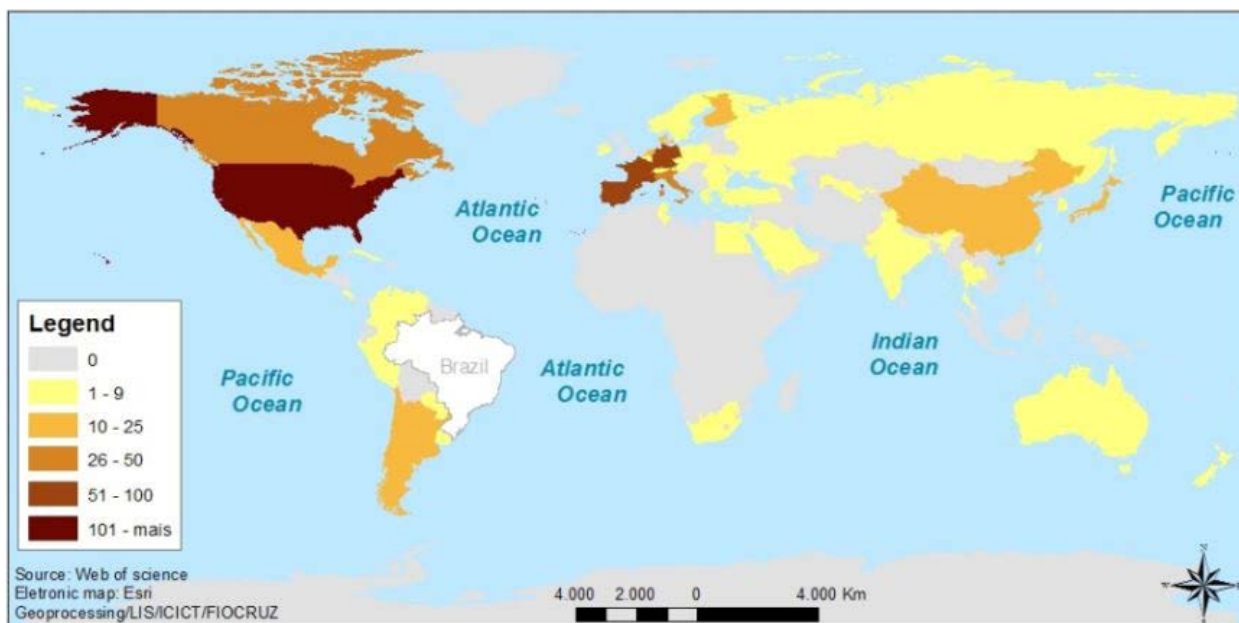 Atlantic
Ocean
Pacific
Ocean
Legend
0
1 - 9
10 - 25
26 - 50
51 - 100
101 - mais
Brazil
Pacific
Ocean
Atlantic
Ocean
Indian
Ocean
Source: Web of science
Eletronic map: Esri
Geoprocessing/LIS/ICICT/FIOCRUZ
4.000 2.000 0 4.000 Km